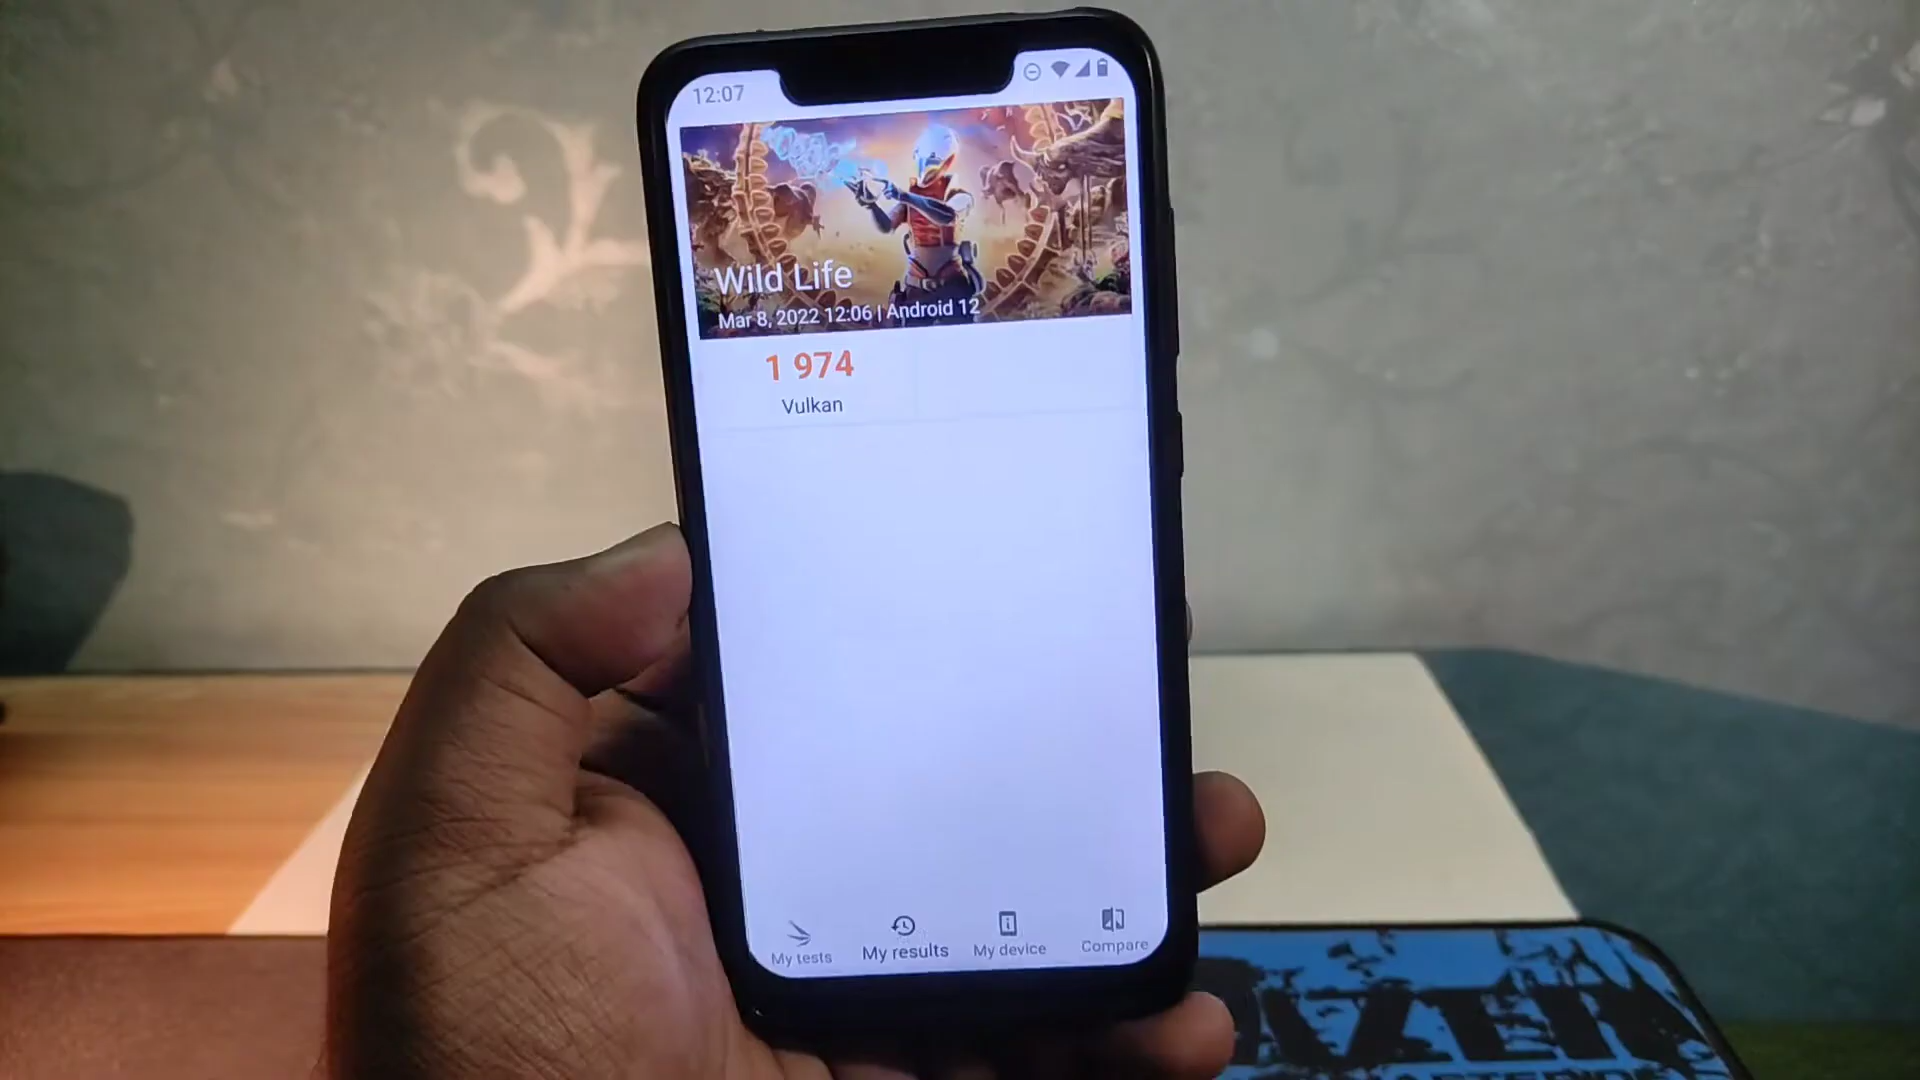 12:07
Wild Life
Mar 8, 2022 12:06 | Android 12
1 974
Vulkan
My tests
My results
My device
Compare